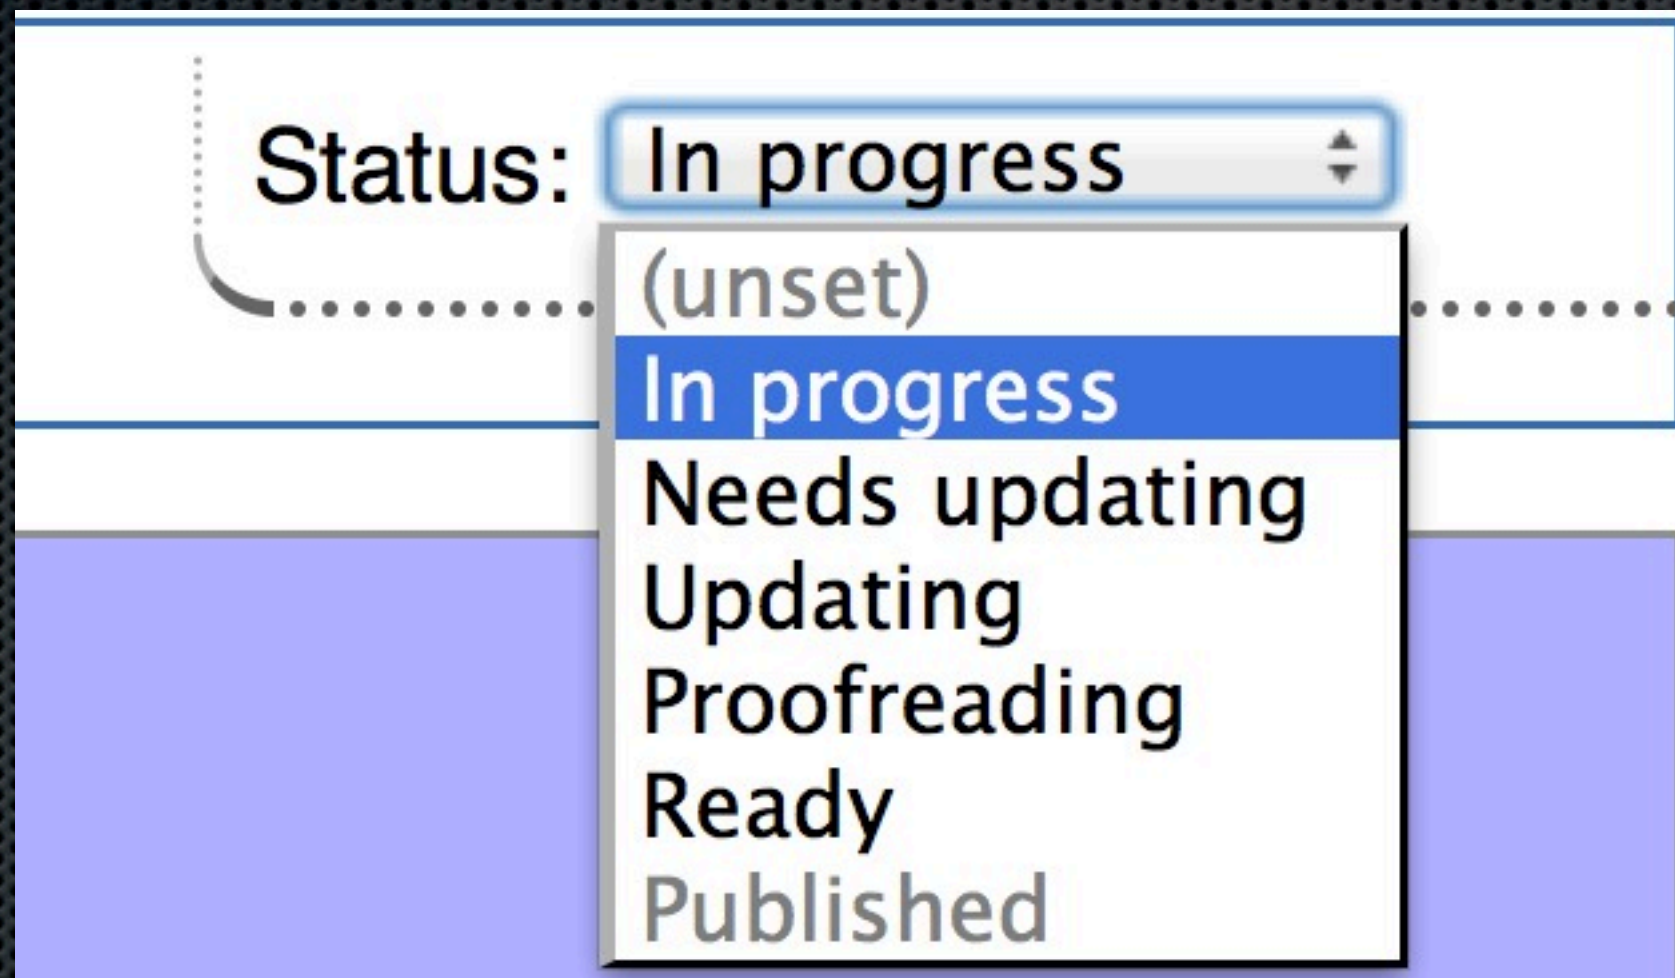 Status: In progress
(unset)
In progress
Needs updating
Updating
Proofreading
Ready
Published